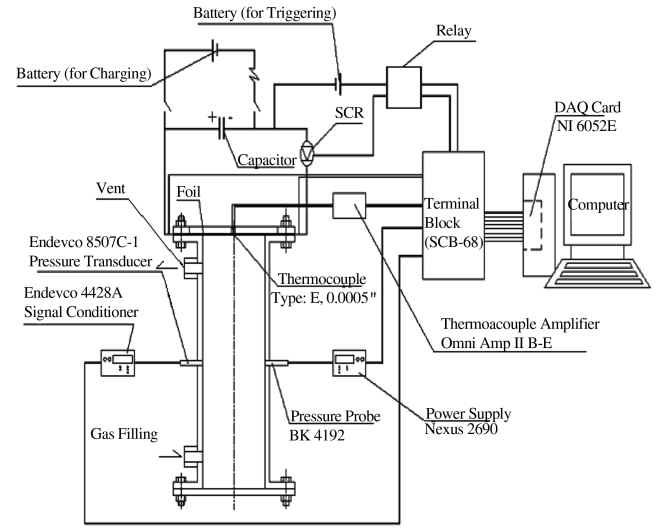 Battery (for Triggering)
Relay
Battery (for Charging)
DAQ Card
NI 6052E
+ -
SCR
Capacitor
Computer
Vent
Foil
Terminal
Block
(SCB-68)
Endevco 8507C-1
Pressure Transducer
Thermocouple
Type: E, 0.0005"
Endevco 4428A
Signal Conditioner
Thermoacouple Amplifier
Omni Amp II B-E
Pressure Probe
BK 4192
Power Supply
Nexus 2690
Gas Filling